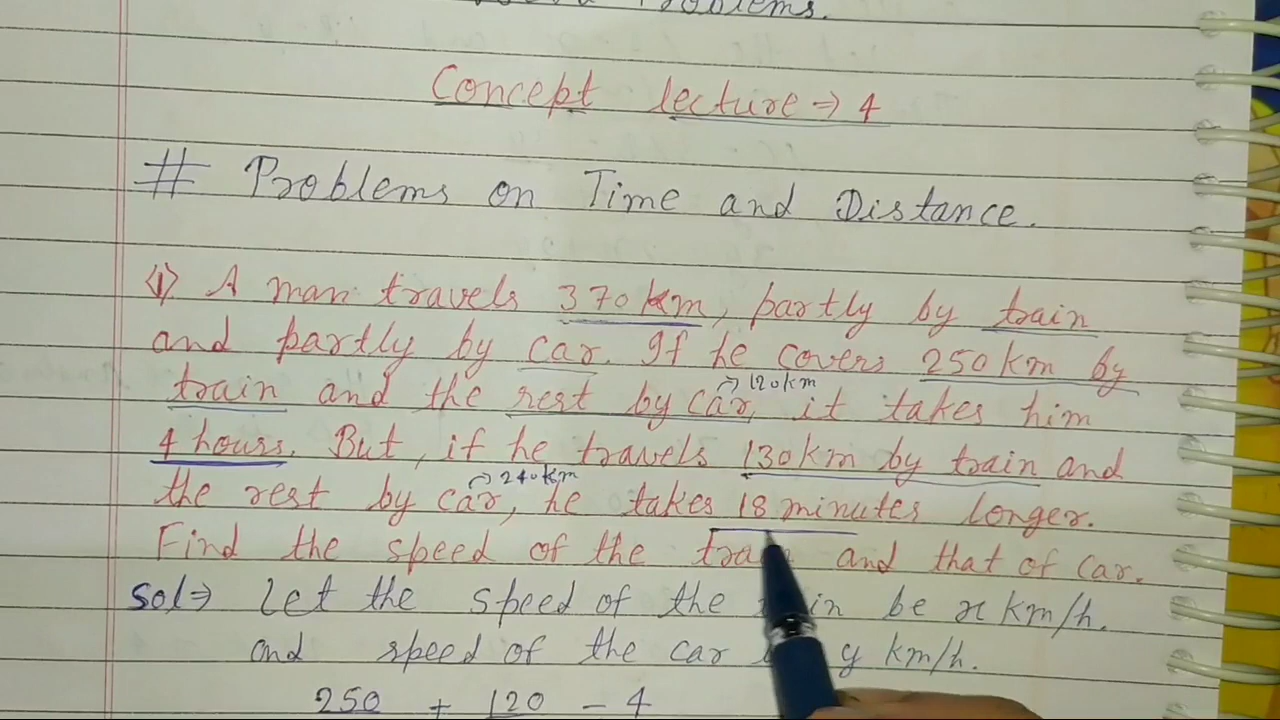 Problems.
Concept lecture ⇒ 4
# Problems on Time and Distance.
(1) A man travels 370 km, partly by train
and partly by car. If he covers 250 km by
→ 120 km
train and the rest by car, it takes him
4 hours. But, if he travels 130 km by train and
→ 240 km
the rest by car, he takes 18 minutes longer.
Find the speed of the and that of car.
Sol ⇒ Let the speed of the be x km/h.
and speed of the car y km/h.
250 + 120 = 4